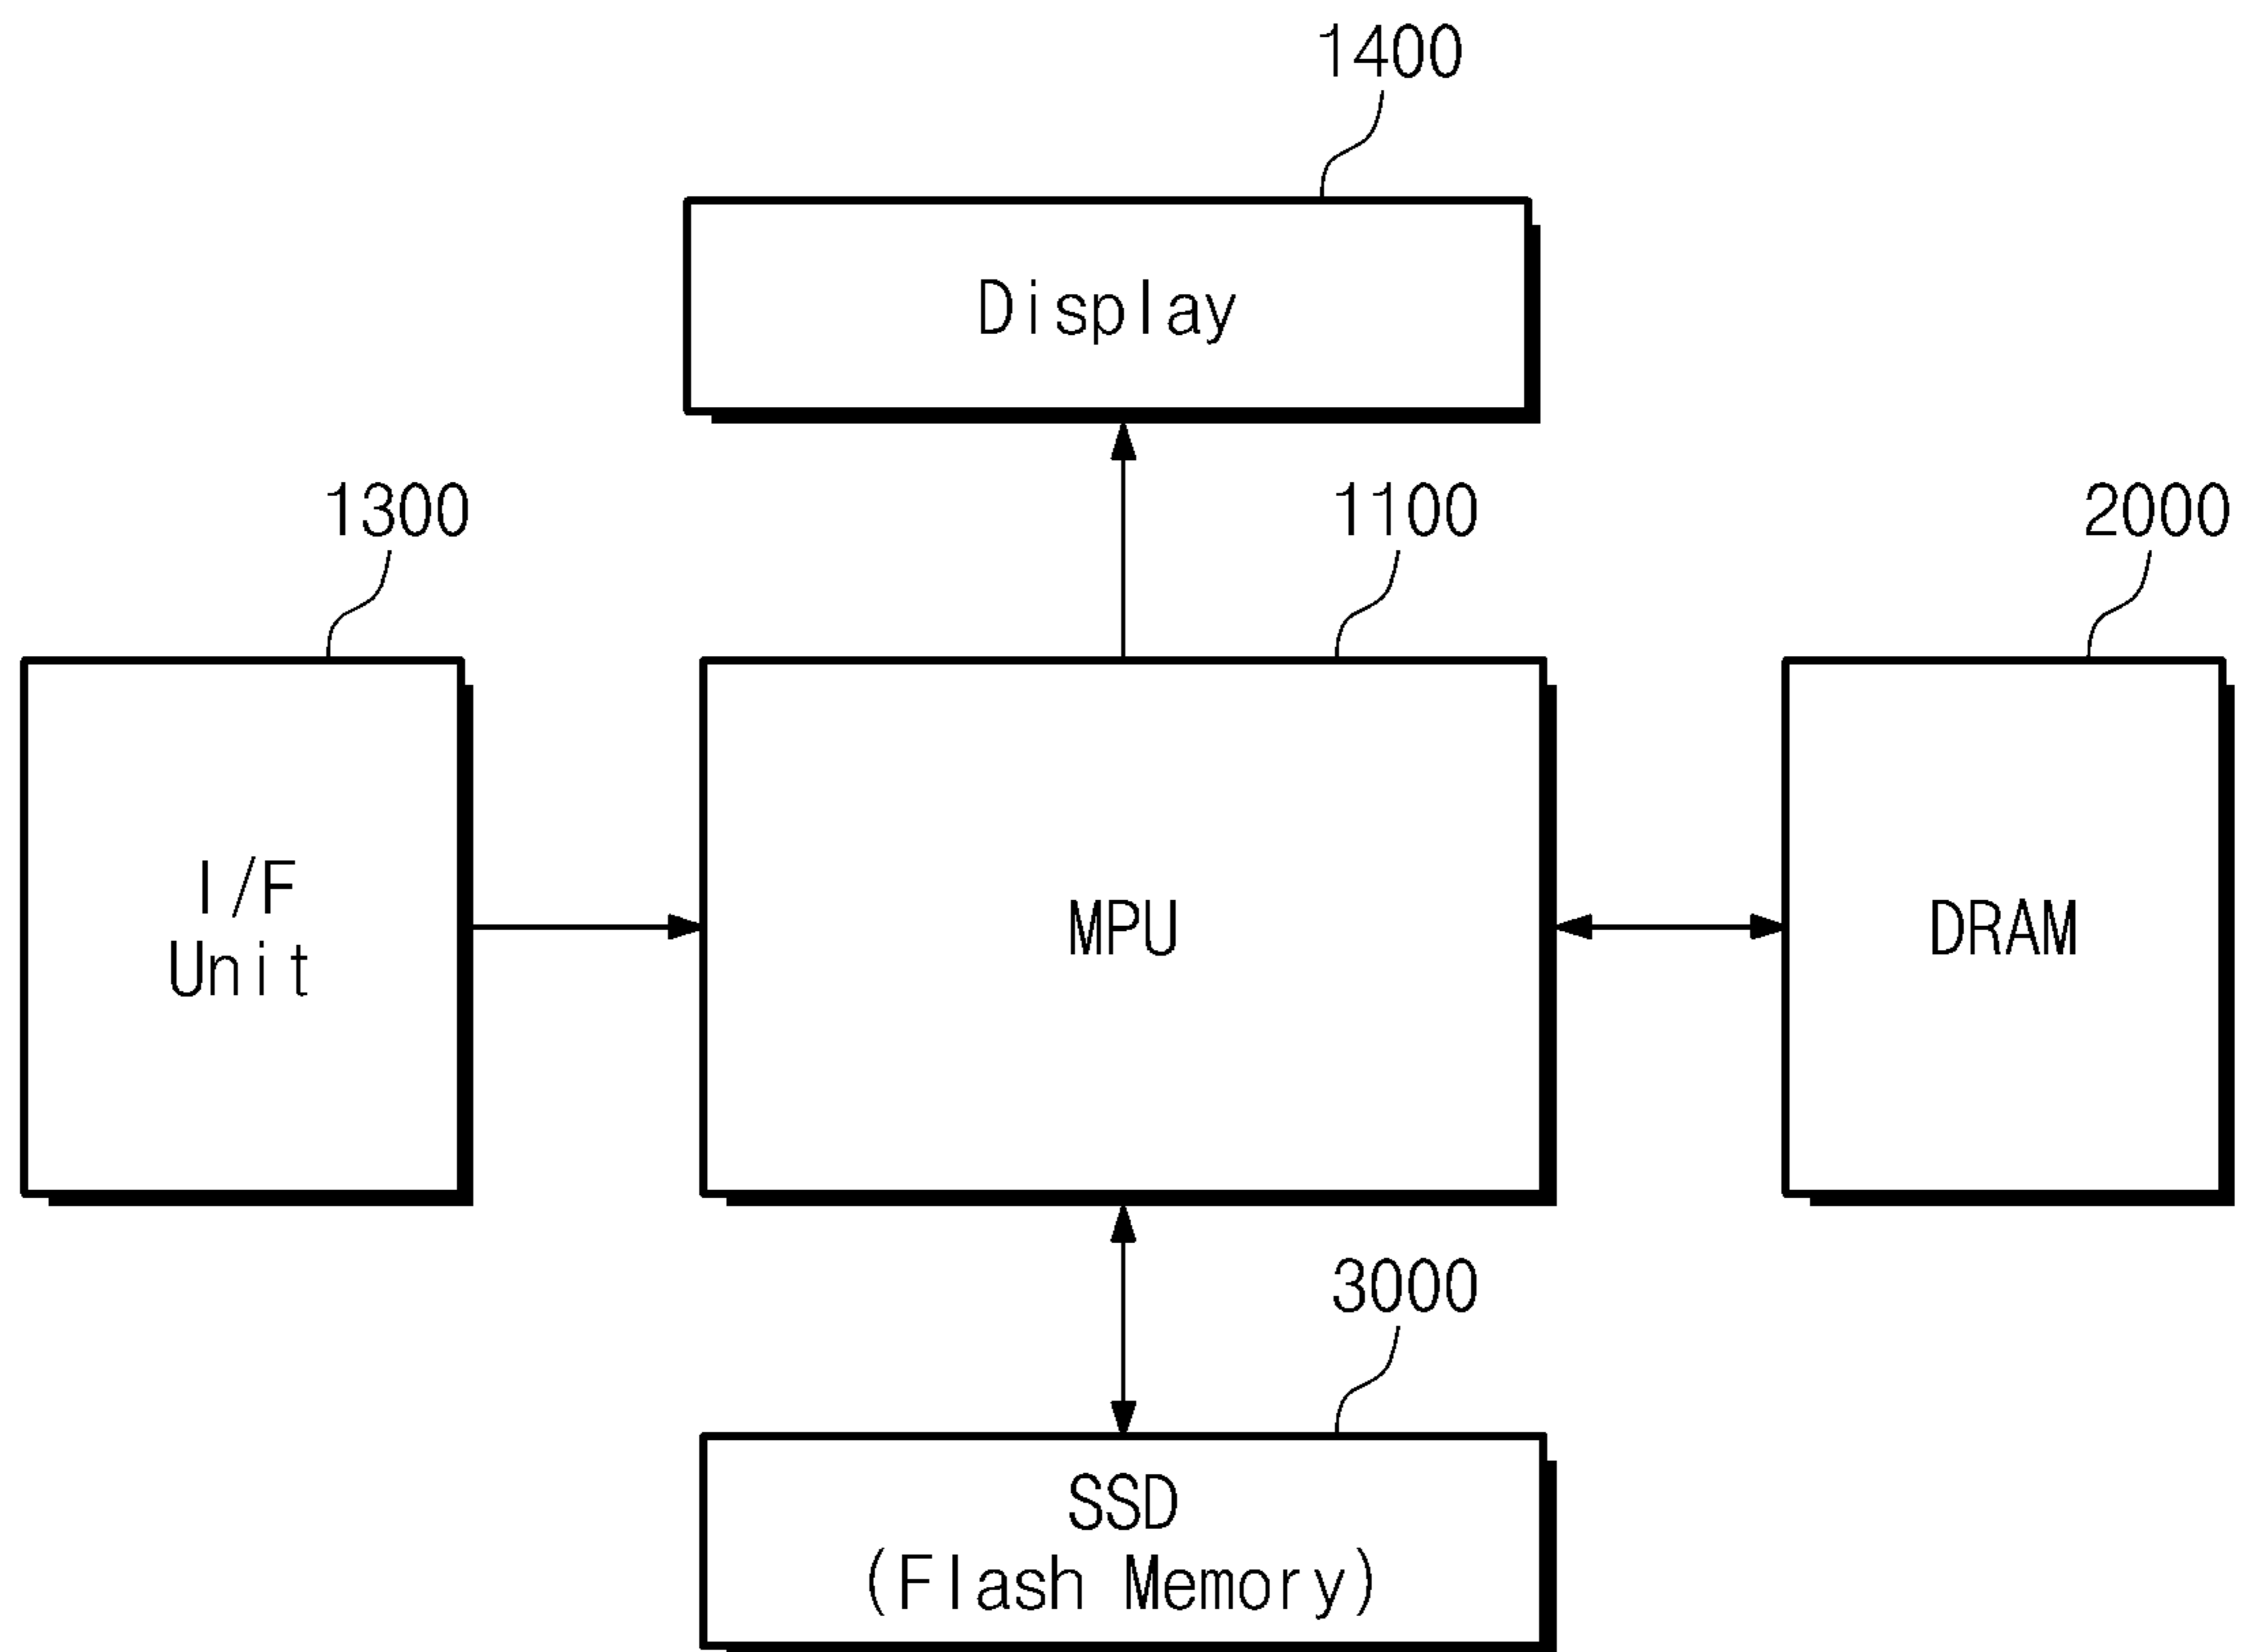 1400
Display
1300
1100
2000
I/F
Unit
MPU
DRAM
3000
SSD
(Flash Memory)